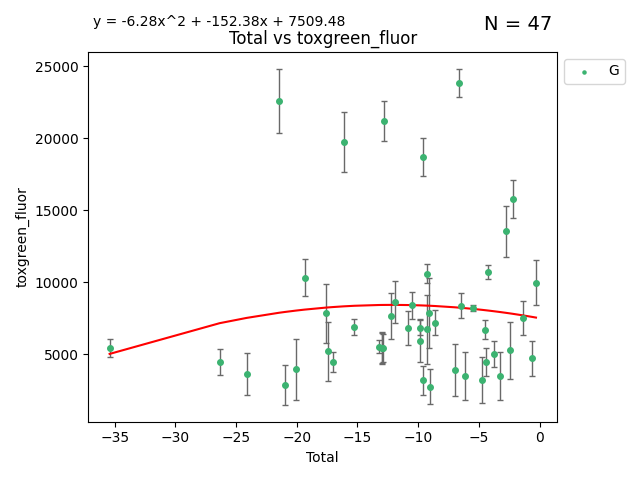 y = -6.28x^2 + -152.38x + 7509.48
N = 47
Total vs toxgreen_fluor
G
25000
20000
15000
10000
5000
toxgreen_fluor
−35 −30 −25 −20 −15 −10 −5 0
Total